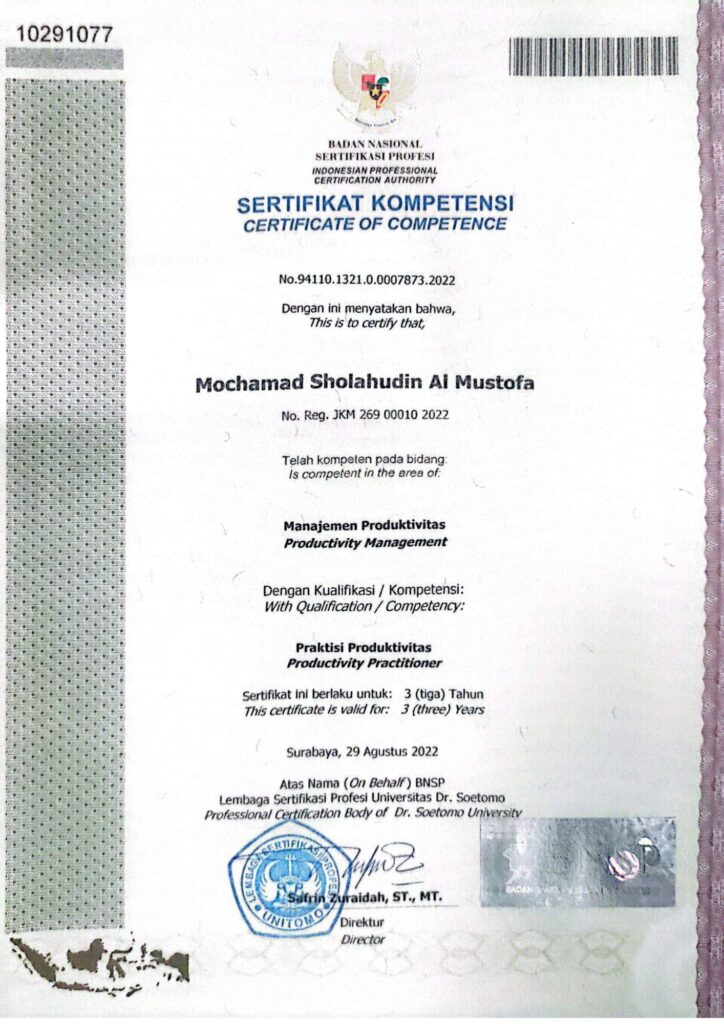 10291077
BADAN NASIONAL
SERTIFIKASI PROFESI
INDONESIAN PROFESSIONAL
CERTIFICATION AUTHORITY
SERTIFIKAT KOMPETENSI
CERTIFICATE OF COMPETENCE
No.94110.1321.0.0007873.2022
Dengan ini menyatakan bahwa,
This is to certify that,
Mochamad Sholahudin Al Mustofa
No. Reg. JKM 269 00010 2022
Telah kompeten pada bidang:
Is competent in the area of:
Manajemen Produktivitas
Productivity Management
Dengan Kualifikasi / Kompetensi:
With Qualification / Competency:
Praktisi Produktivitas
Productivity Practitioner
Sertifikat ini berlaku untuk: 3 (tiga) Tahun
This certificate is valid for: 3 (three) Years
Surabaya, 29 Agustus 2022
Atas Nama (On Behalf) BNSP
Lembaga Sertifikasi Profesi Universitas Dr. Soetomo
Professional Certification Body of Dr. Soetomo University
LEMBAGA SERTIFIKASI PROFESI
UNITOMO
BNSP
Safrin Zuraidah, ST., MT.
Direktur
Director